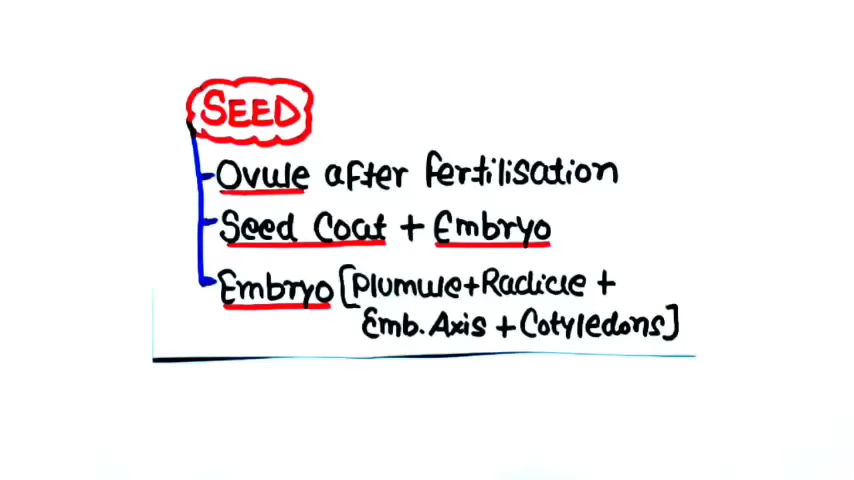 SEED
Ovule after fertilisation
Seed Coat + Embryo
Embryo [Plumule+Radicle +
Emb. Axis + Cotyledons]